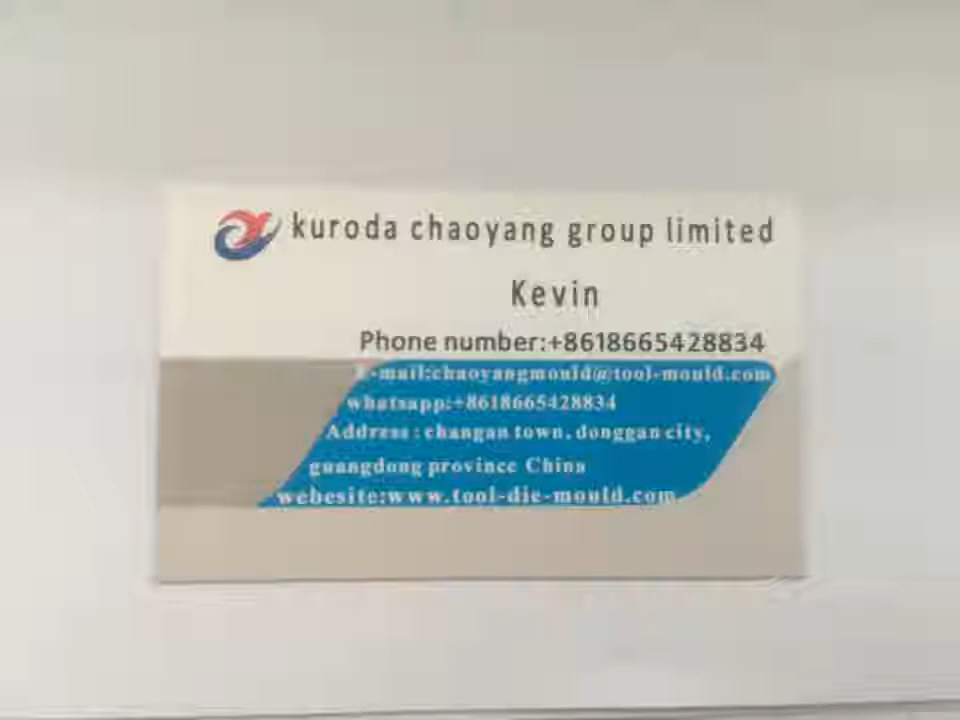 kuroda chaoyang group limited
Kevin
Phone number:+8618665428834
E-mail:chaoyangmould@tool-mould.com
whatsapp:+8618665428834
Address : changan town, donggan city,
guangdong province China
webesite:www.tool-die-mould.com